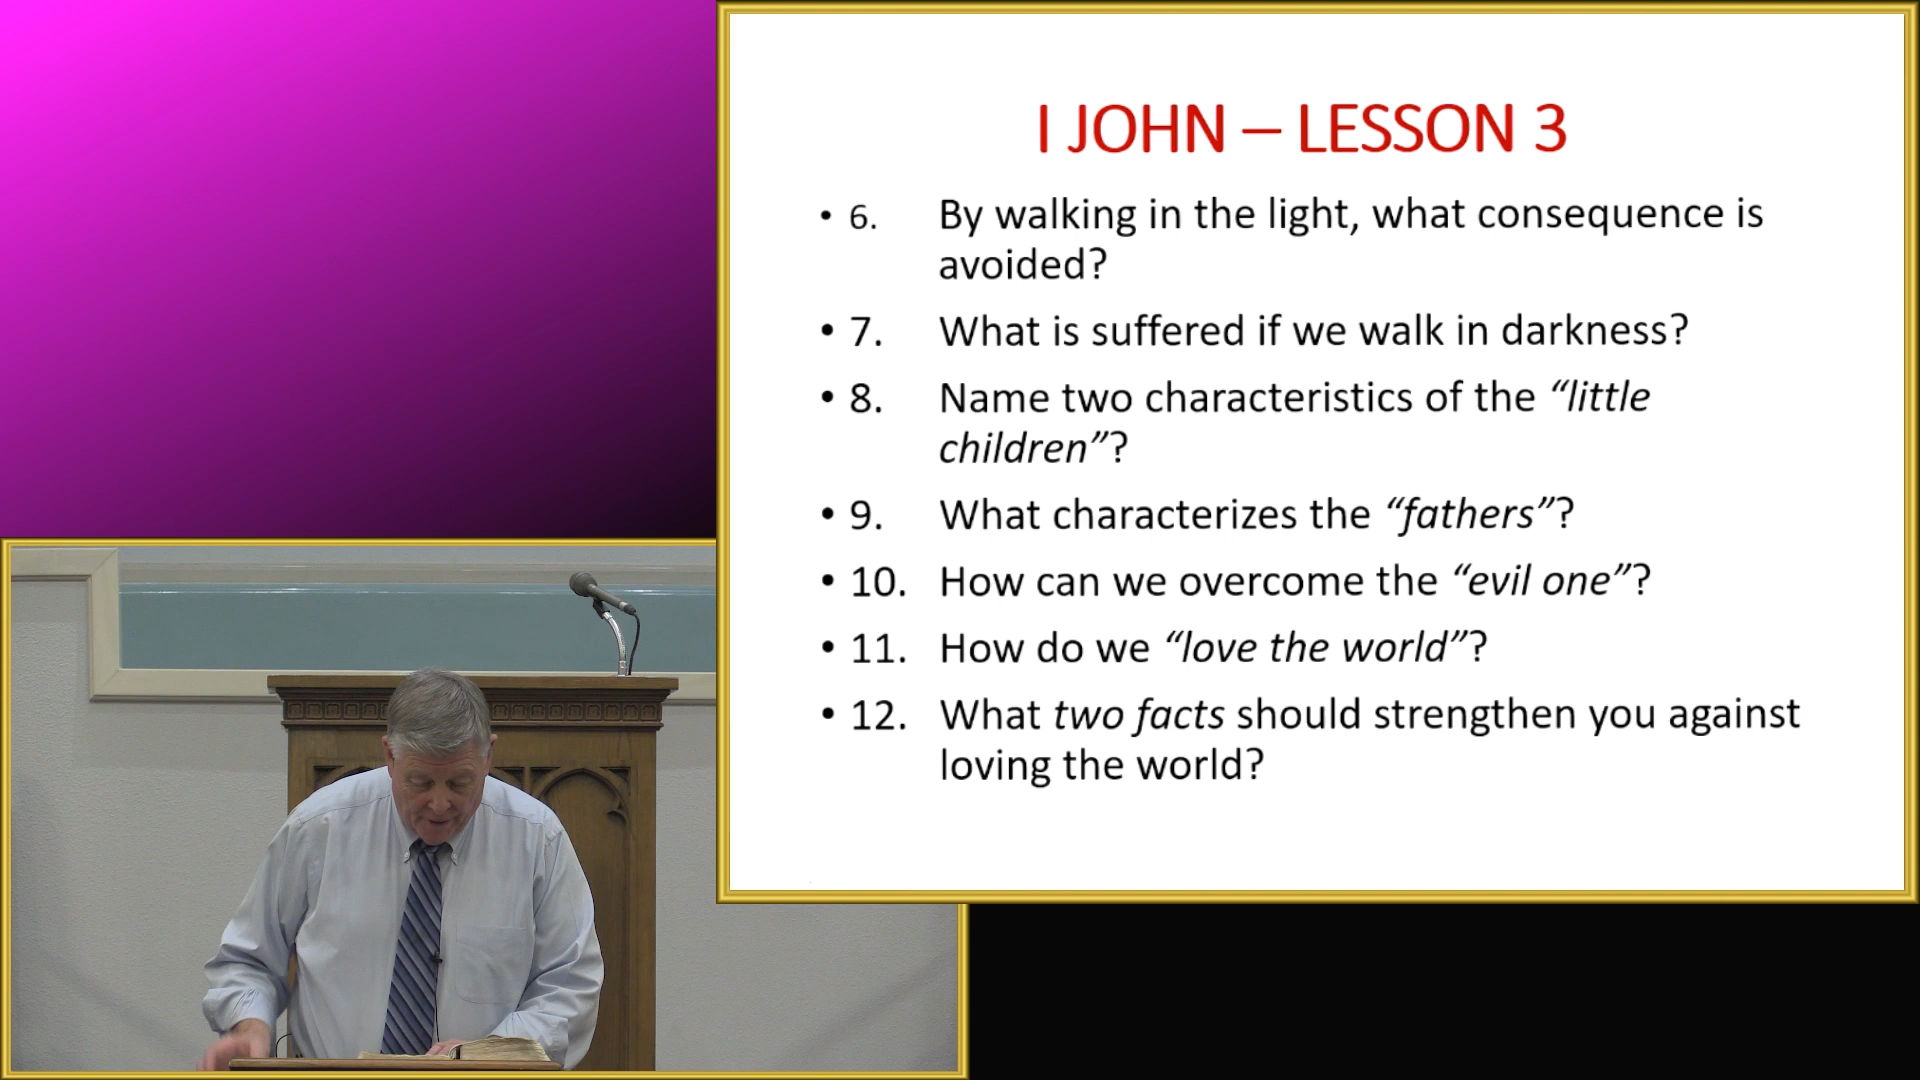 I JOHN – LESSON 3
• 6. By walking in the light, what consequence is
avoided?
• 7. What is suffered if we walk in darkness?
• 8. Name two characteristics of the “little
children”?
• 9. What characterizes the “fathers”?
• 10. How can we overcome the “evil one”?
• 11. How do we “love the world”?
• 12. What two facts should strengthen you against
loving the world?